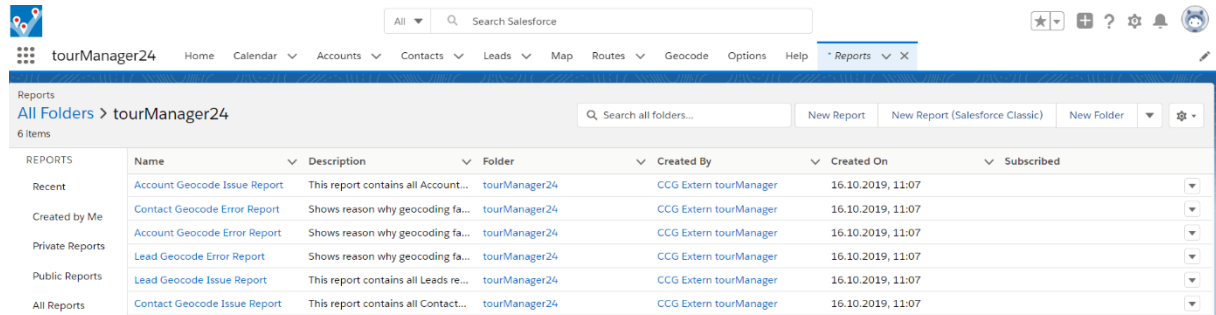 All Search Salesforce
tourManager24 Home Calendar Accounts Contacts Leads Map Routes Geocode Options Help * Reports
Reports
All Folders > tourManager24 Search all folders... New Report New Report (Salesforce Classic) New Folder
6 items
REPORTS Name Description Folder Created By Created On Subscribed
Recent Account Geocode Issue Report This report contains all Account... tourManager24 CCG Extern tourManager 16.10.2019, 11:07
Created by Me Contact Geocode Error Report Shows reason why geocoding fa... tourManager24 CCG Extern tourManager 16.10.2019, 11:07
Private Reports Account Geocode Error Report Shows reason why geocoding fa... tourManager24 CCG Extern tourManager 16.10.2019, 11:07
Lead Geocode Error Report Shows reason why geocoding fa... tourManager24 CCG Extern tourManager 16.10.2019, 11:07
Public Reports Lead Geocode Issue Report This report contains all Leads re... tourManager24 CCG Extern tourManager 16.10.2019, 11:07
All Reports Contact Geocode Issue Report This report contains all Contact... tourManager24 CCG Extern tourManager 16.10.2019, 11:07